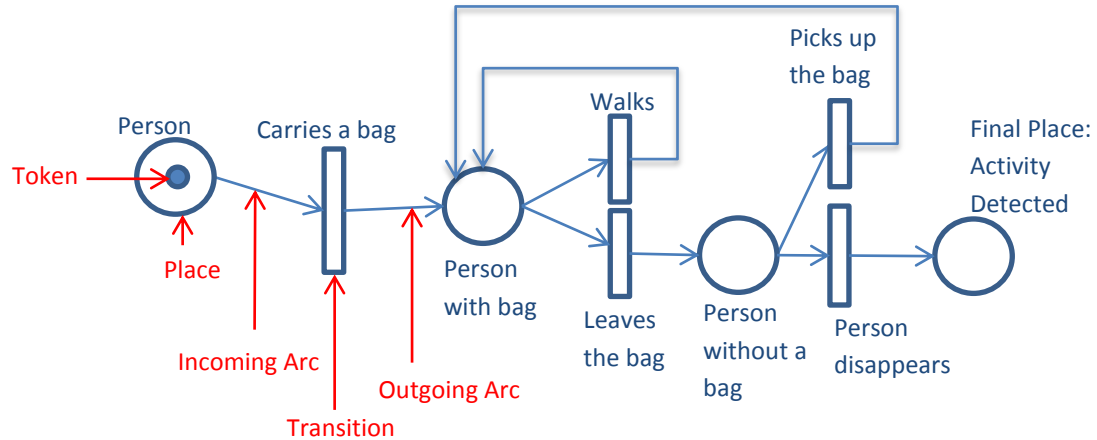 Picks up
the bag
Walks
Person
Carries a bag
Final Place:
Activity
Detected
Token
Place
Person
with bag
Leaves
the bag
Person
without a
bag
Person
disappears
Incoming Arc
Outgoing Arc
Transition